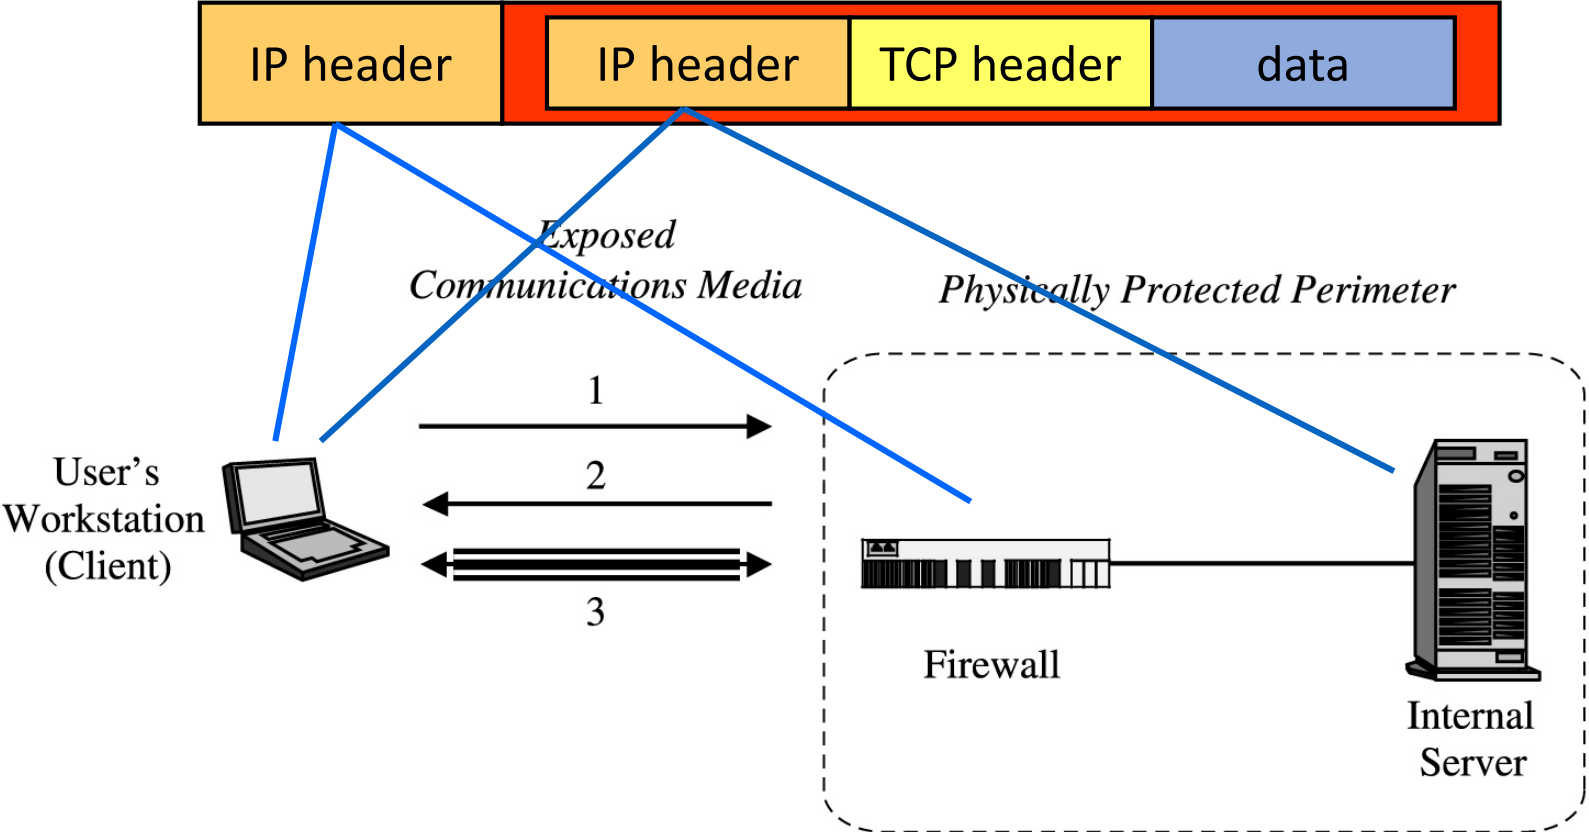 IP header IP header TCP header data
Exposed
Communications Media
Physically Protected Perimeter
1
2
3
User's
Workstation
(Client)
Firewall
Internal
Server